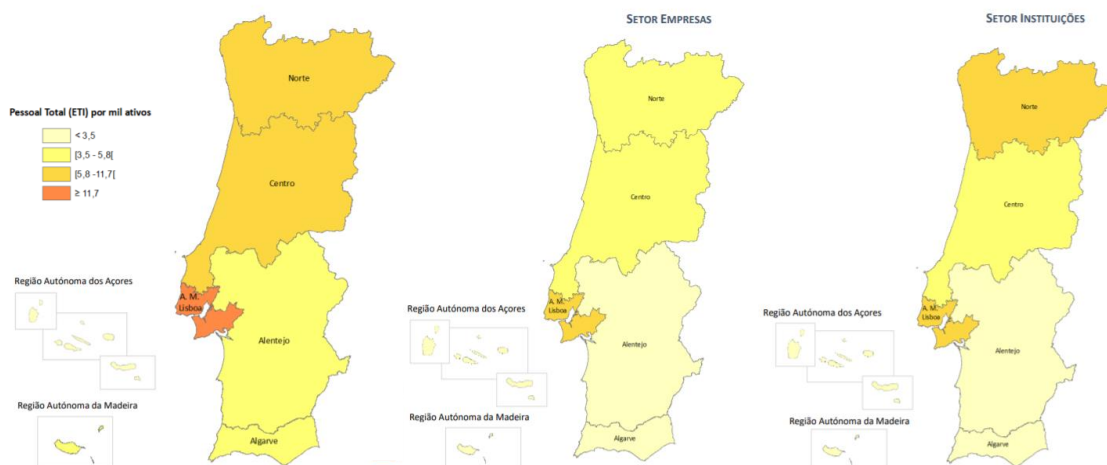 SETOR EMPRESAS
SETOR INSTITUIÇÕES
Pessoal Total (ETI) por mil ativos
< 3,5
[3,5 - 5,8[
[5,8 -11,7[
≥ 11,7
Norte
Centro
A. M.
Lisboa
Alentejo
Algarve
Região Autónoma dos Açores
Região Autónoma da Madeira
Norte
Centro
A. M.
Lisboa
Alentejo
Algarve
Região Autónoma dos Açores
Região Autónoma da Madeira
Norte
Centro
A. M.
Lisboa
Alentejo
Algarve
Região Autónoma dos Açores
Região Autónoma da Madeira